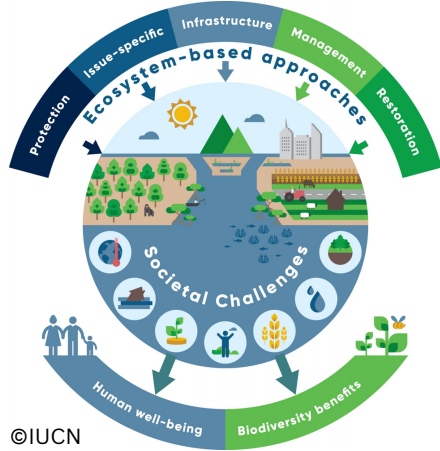 Protection
Issue-specific
Infrastructure
Management
Restoration
Ecosystem-based approaches
Societal Challenges
Human well-being
Biodiversity benefits
©IUCN